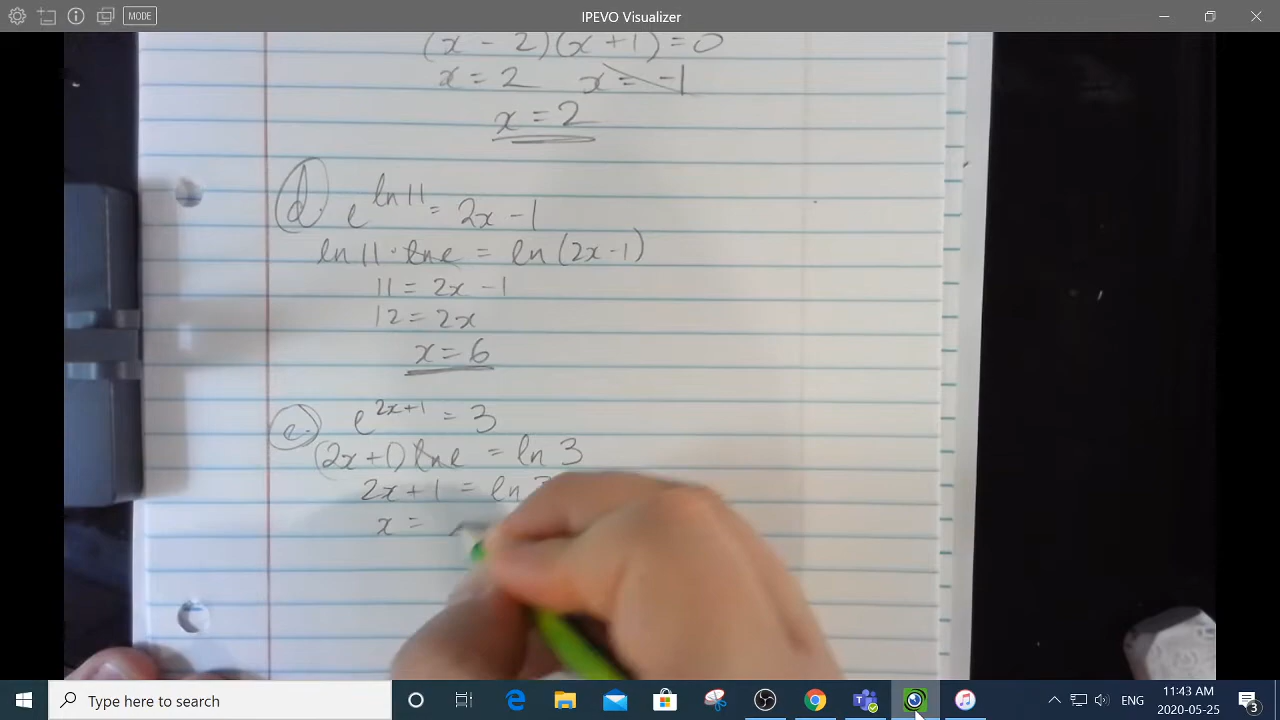 MODE
IPEVO Visualizer
(x - 2)(x + 1) = 0
x = 2 x = -1
x = 2
d. e^ln 11 = 2x - 1
ln 11 · ln e = ln (2x - 1)
11 = 2x - 1
12 = 2x
x = 6
e. e^2x+1 = 3
(2x + 1) ln e = ln 3
2x + 1 = ln
x =
Type here to search
ENG
11:43 AM
2020-05-25
3